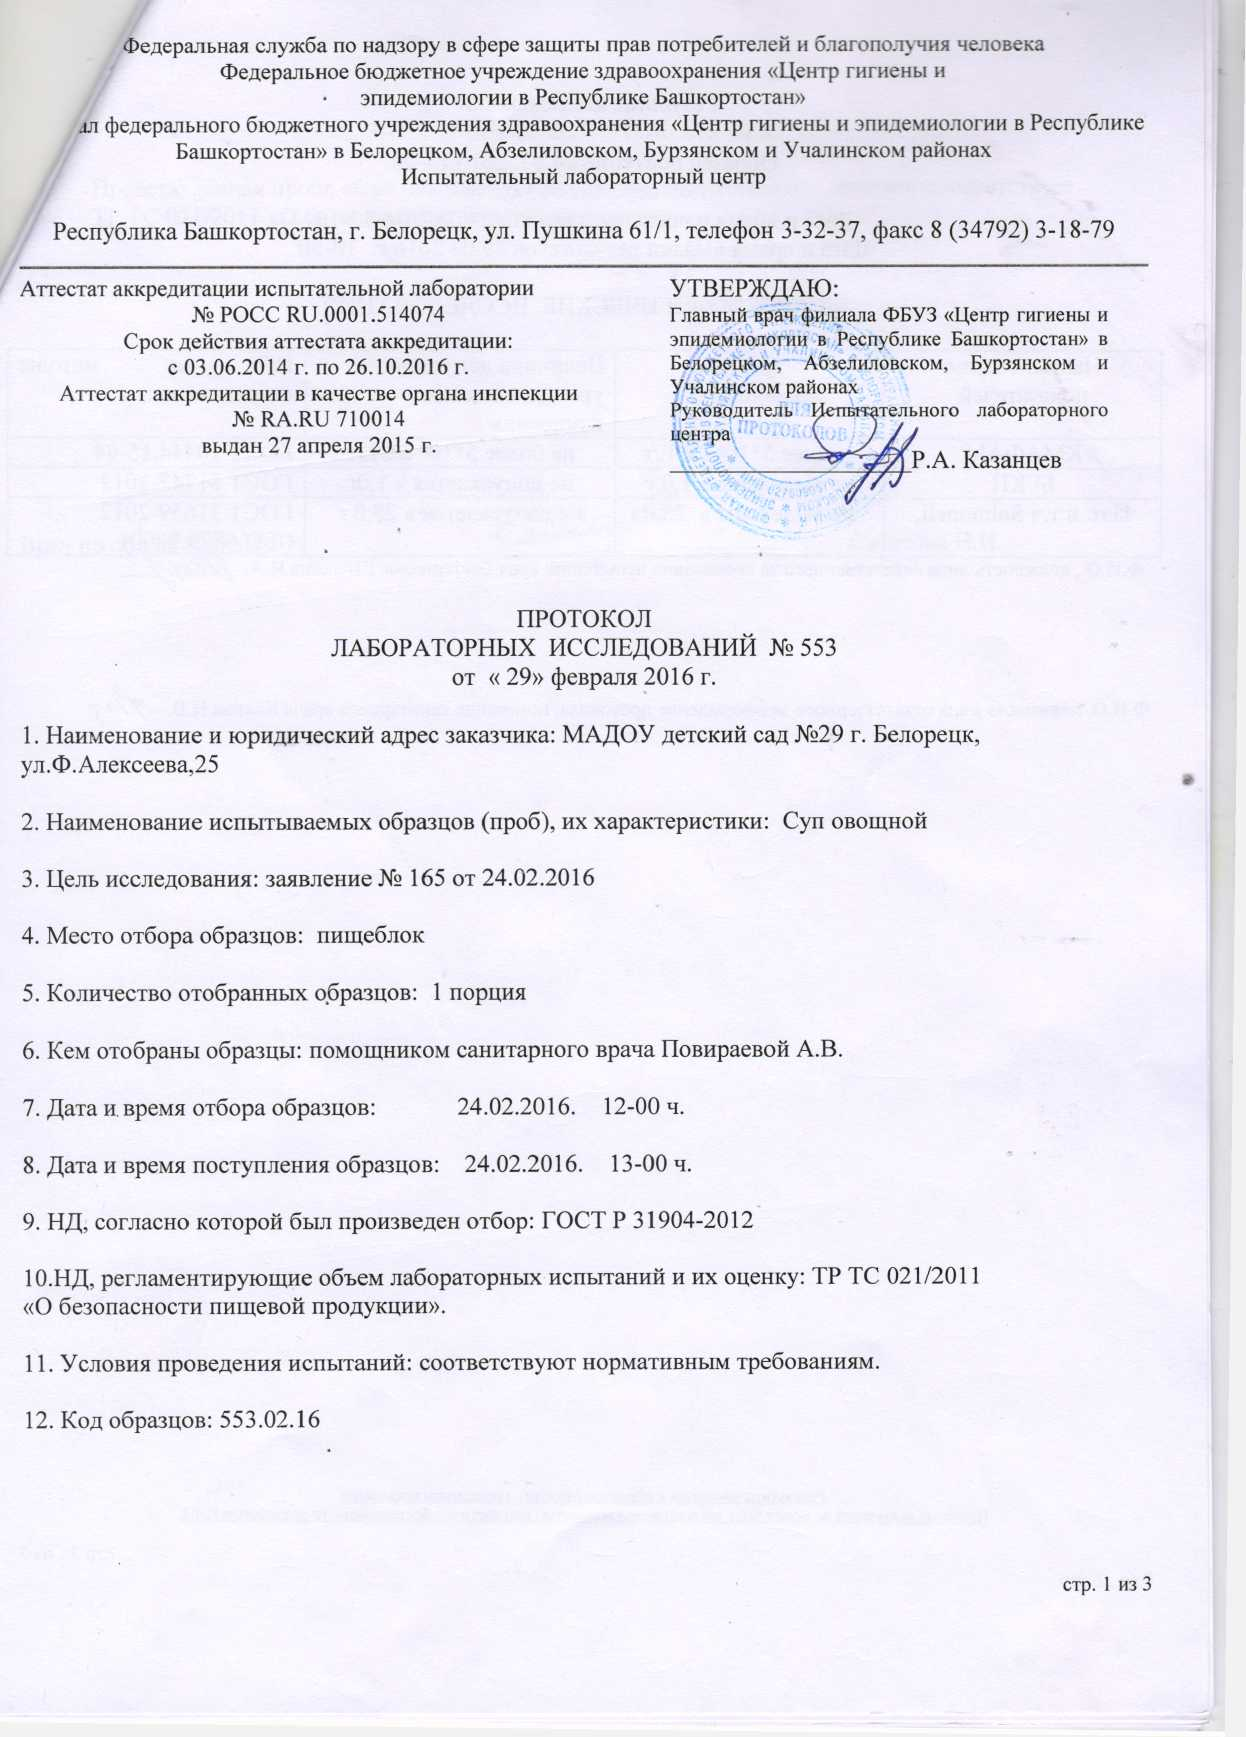 Федеральная служба по надзору в сфере защиты прав потребителей и благополучия человека
Федеральное бюджетное учреждение здравоохранения «Центр гигиены и
эпидемиологии в Республике Башкортостан»
ал федерального бюджетного учреждения здравоохранения «Центр гигиены и эпидемиологии в Республике
Башкортостан» в Белорецком, Абзелиловском, Бурзянском и Учалинском районах
Испытательный лабораторный центр
Республика Башкортостан, г. Белорецк, ул. Пушкина 61/1, телефон 3-32-37, факс 8 (34792) 3-18-79
Аттестат аккредитации испытательной лаборатории
№ РОСС RU.0001.514074
Срок действия аттестата аккредитации:
с 03.06.2014 г. по 26.10.2016 г.
Аттестат аккредитации в качестве органа инспекции
№ RA.RU 710014
выдан 27 апреля 2015 г.
УТВЕРЖДАЮ:
Главный врач филиала ФБУЗ «Центр гигиены и
эпидемиологии в Республике Башкортостан» в
Белорецком, Абзелиловском, Бурзянском и
Учалинском районах
Руководитель Испытательного лабораторного
центра
Р.А. Казанцев
ДЛЯ
ПРОТОКОЛОВ
ПРОТОКОЛ
ЛАБОРАТОРНЫХ ИССЛЕДОВАНИЙ № 553
от « 29» февраля 2016 г.
1. Наименование и юридический адрес заказчика: МАДОУ детский сад №29 г. Белорецк,
ул.Ф.Алексеева,25
2. Наименование испытываемых образцов (проб), их характеристики: Суп овощной
3. Цель исследования: заявление № 165 от 24.02.2016
4. Место отбора образцов: пищеблок
5. Количество отобранных образцов: 1 порция
6. Кем отобраны образцы: помощником санитарного врача Повираевой А.В.
7. Дата и время отбора образцов: 24.02.2016. 12-00 ч.
8. Дата и время поступления образцов: 24.02.2016. 13-00 ч.
9. НД, согласно которой был произведен отбор: ГОСТ Р 31904-2012
10.НД, регламентирующие объем лабораторных испытаний и их оценку: ТР ТС 021/2011
«О безопасности пищевой продукции».
11. Условия проведения испытаний: соответствуют нормативным требованиям.
12. Код образцов: 553.02.16
стр. 1 из 3